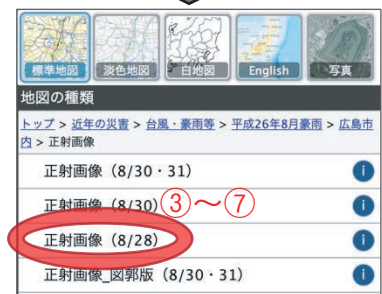 標準地図 淡色地図 白地図 English 写真
地図の種類
トップ > 近年の災害 > 台風・豪雨等 > 平成26年8月豪雨 > 広島市
内 > 正射画像
正射画像（8/30・31） i
正射画像（8/30）③～⑦ i
正射画像（8/28） i
正射画像_図郭版（8/30・31） i